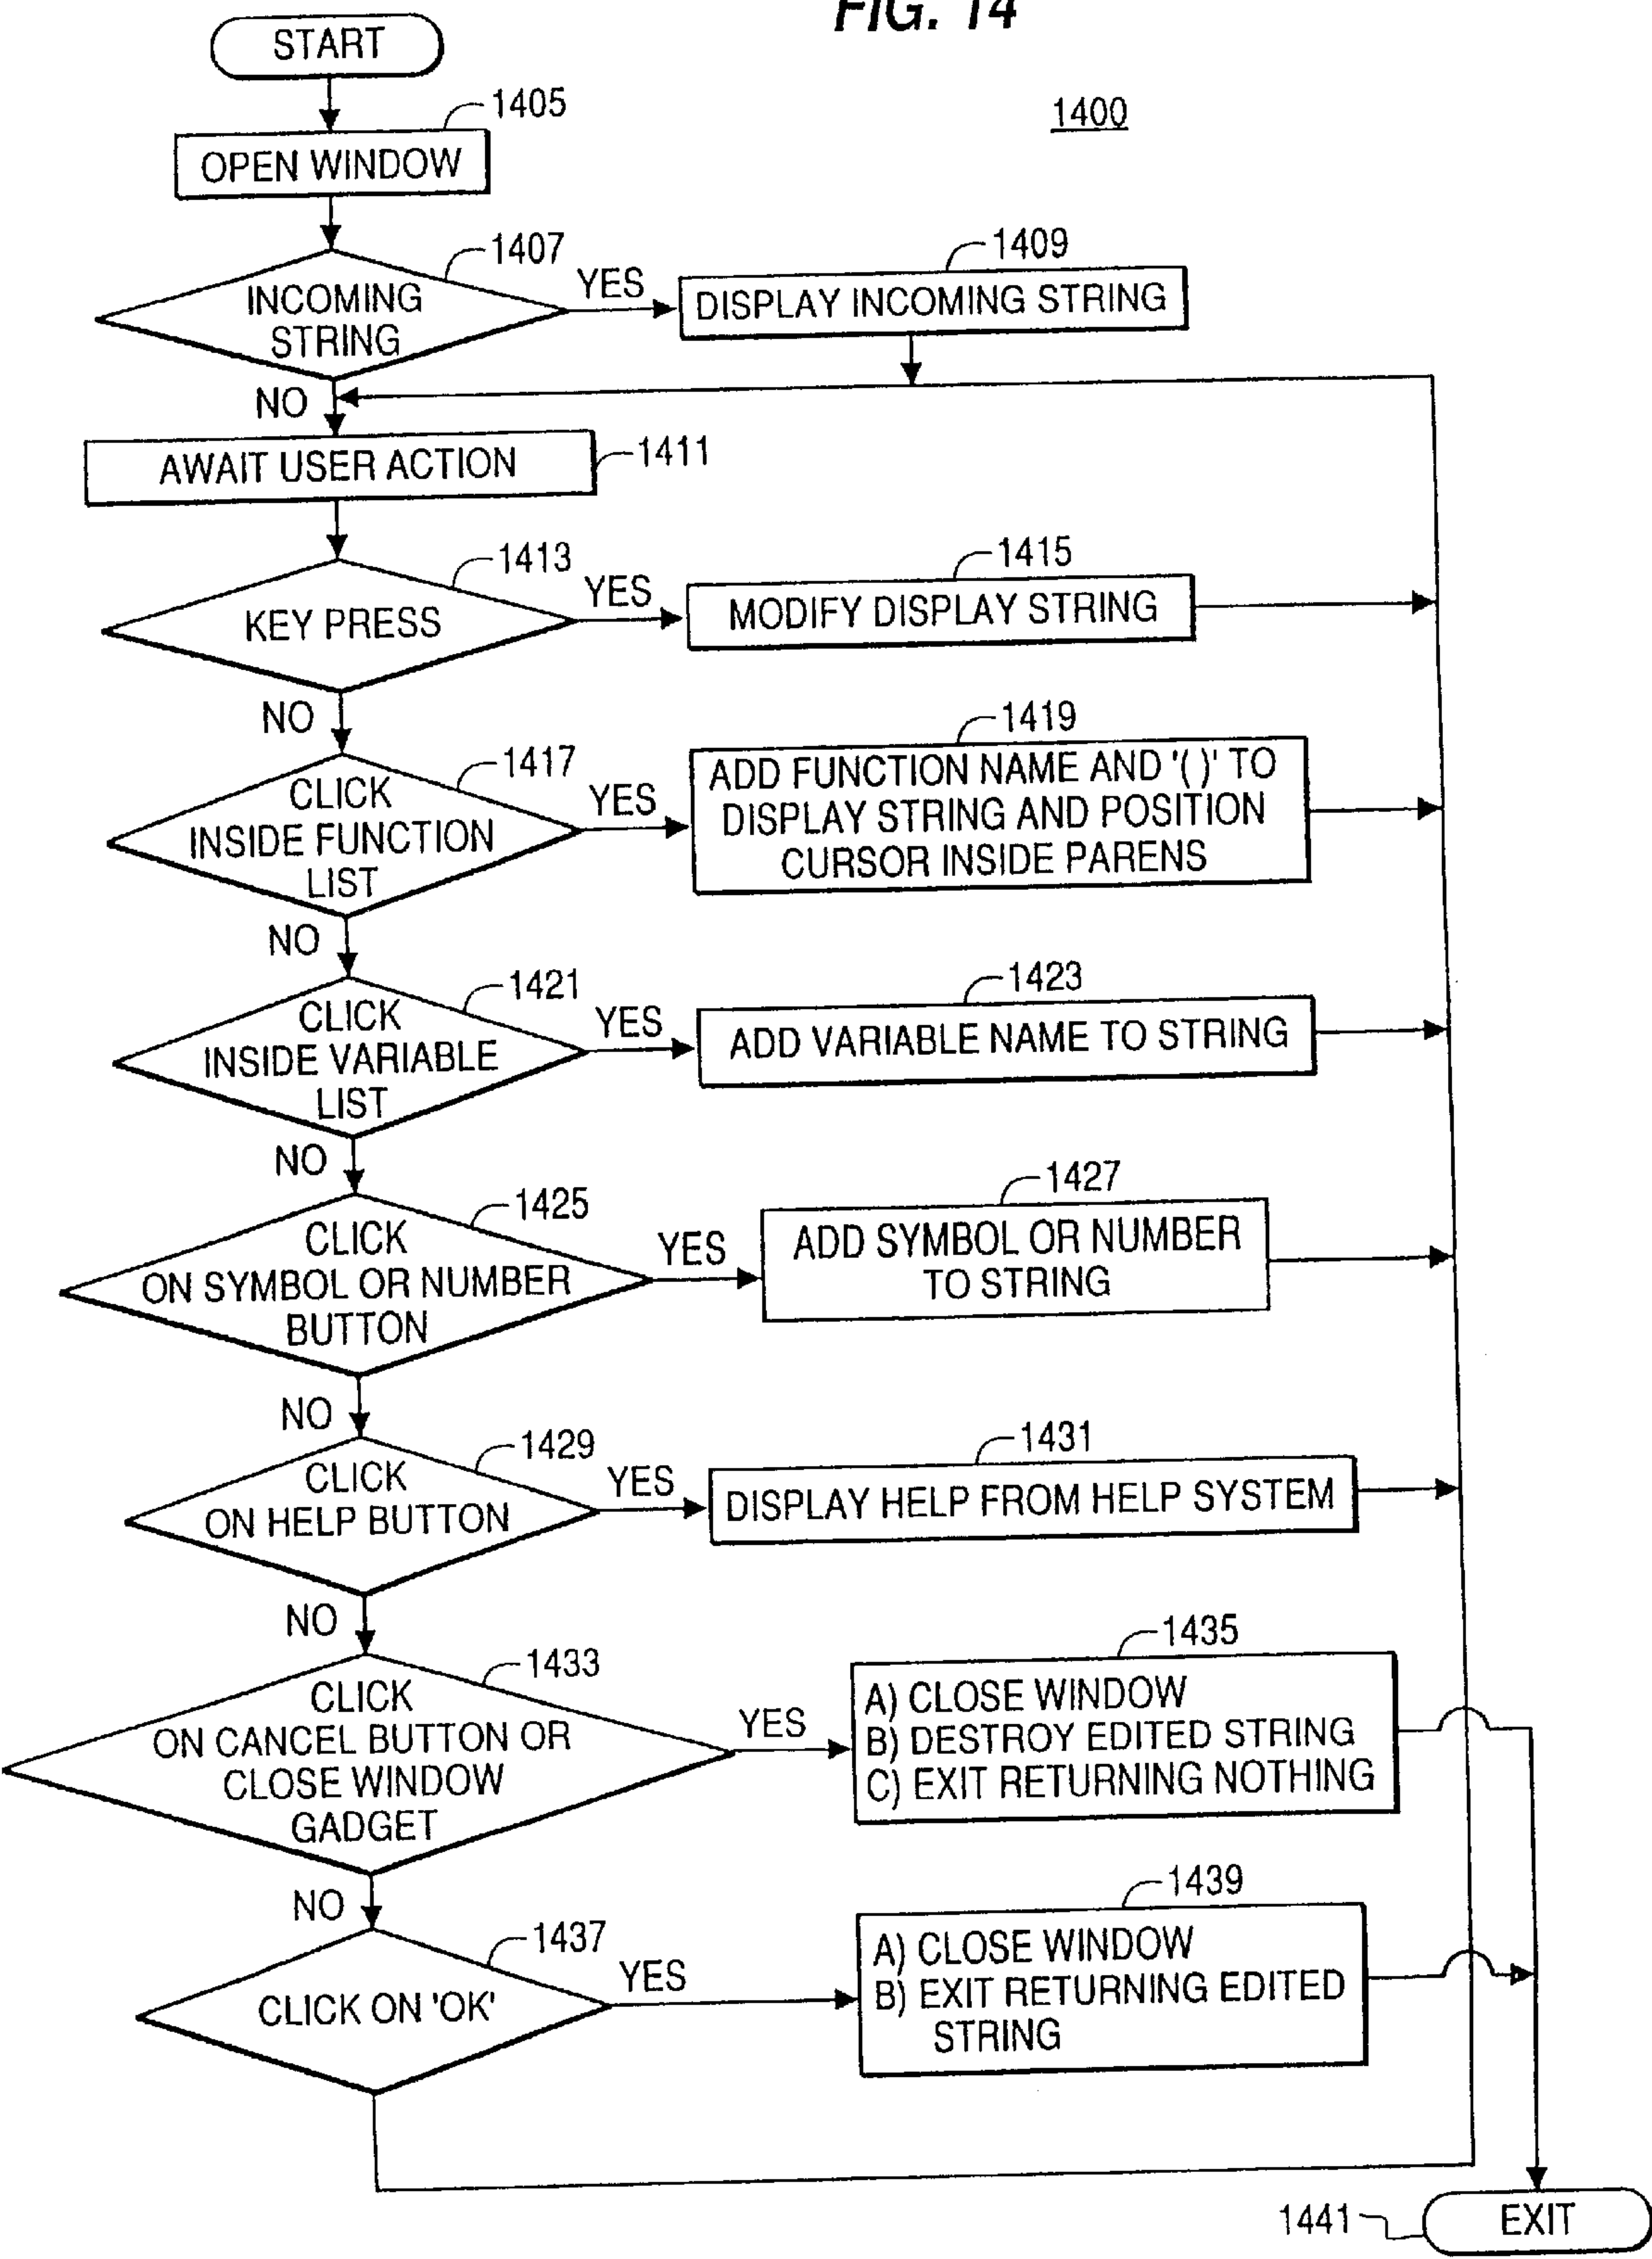 FIG. 14
START
1400
1405
OPEN WINDOW
1407
INCOMING
STRING
YES
1409
DISPLAY INCOMING STRING
NO
AWAIT USER ACTION
1411
1413
KEY PRESS
YES
1415
MODIFY DISPLAY STRING
NO
1417
CLICK
INSIDE FUNCTION
LIST
YES
1419
ADD FUNCTION NAME AND '( )' TO
DISPLAY STRING AND POSITION
CURSOR INSIDE PARENS
NO
1421
CLICK
INSIDE VARIABLE
LIST
YES
1423
ADD VARIABLE NAME TO STRING
NO
1425
CLICK
ON SYMBOL OR NUMBER
BUTTON
YES
1427
ADD SYMBOL OR NUMBER
TO STRING
NO
1429
CLICK
ON HELP BUTTON
YES
1431
DISPLAY HELP FROM HELP SYSTEM
NO
1433
CLICK
ON CANCEL BUTTON OR
CLOSE WINDOW
GADGET
YES
1435
A) CLOSE WINDOW
B) DESTROY EDITED STRING
C) EXIT RETURNING NOTHING
NO
1437
CLICK ON 'OK'
YES
1439
A) CLOSE WINDOW
B) EXIT RETURNING EDITED
STRING
1441
EXIT